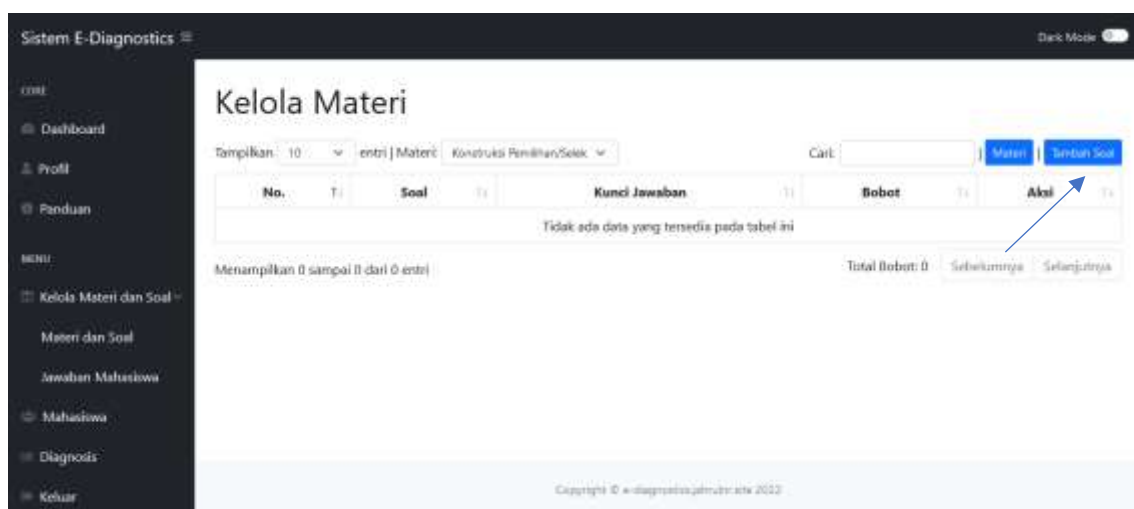 Sistem E-Diagnostics
Dark Mode
CORE
Dashboard
Profil
Panduan
MENU
Kelola Materi dan Soal
Materi dan Soal
Jawaban Mahasiswa
Mahasiswa
Diagnosis
Keluar
Kelola Materi
Tampilkan 10 entri | Materi: Konstruksi Pemilihan/Selek
Cari: | Materi | Tambah Soal
No. Soal Kunci Jawaban Bobot Aksi
Tidak ada data yang tersedia pada tabel ini
Menampilkan 0 sampai 0 dari 0 entri
Total Bobot: 0 Sebelumnya Selanjutnya
Copyright © 2022